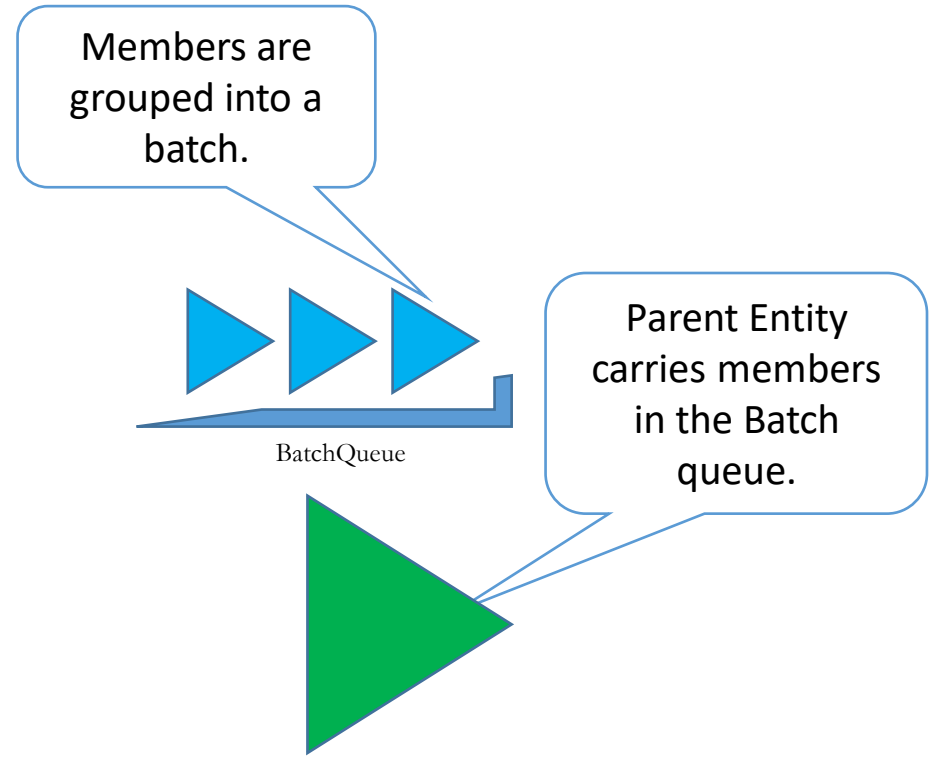 Members are
grouped into a
batch.
Parent Entity
carries members
in the Batch
queue.
BatchQueue